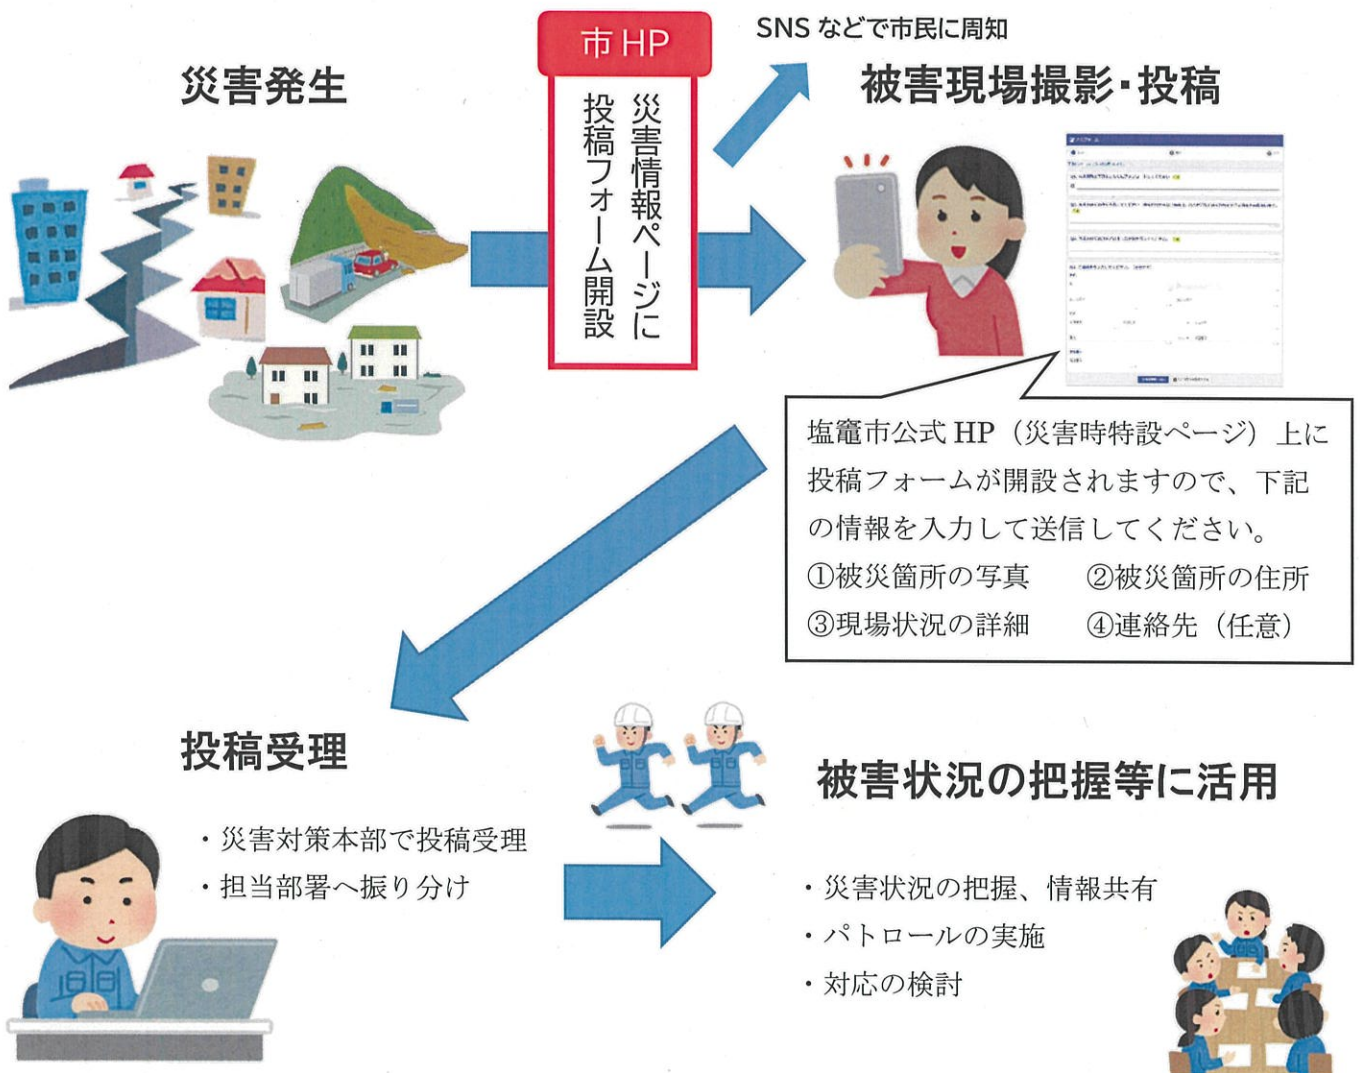 災害発生
市 HP
災害情報ページに
投稿フォーム開設
SNS などで市民に周知
被害現場撮影・投稿
塩竈市公式 HP（災害時特設ページ）上に
投稿フォームが開設されますので、下記
の情報を入力して送信してください。
①被災箇所の写真　②被災箇所の住所
③現場状況の詳細　④連絡先（任意）
投稿受理
・災害対策本部で投稿受理
・担当部署へ振り分け
被害状況の把握等に活用
・災害状況の把握、情報共有
・パトロールの実施
・対応の検討